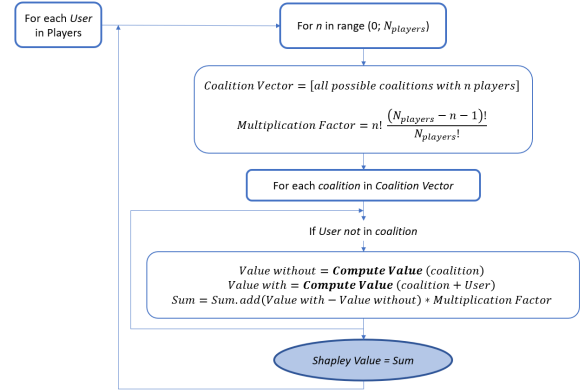 For each User
in Players
For n in range (0; N_players)
Coalition Vector = [all possible coalitions with n players]
Multiplication Factor = n! (N_players − n − 1)! / N_players!
For each coalition in Coalition Vector
If User not in coalition
Value without = Compute Value (coalition)
Value with = Compute Value (coalition + User)
Sum = Sum.add(Value with − Value without) * Multiplication Factor
Shapley Value = Sum